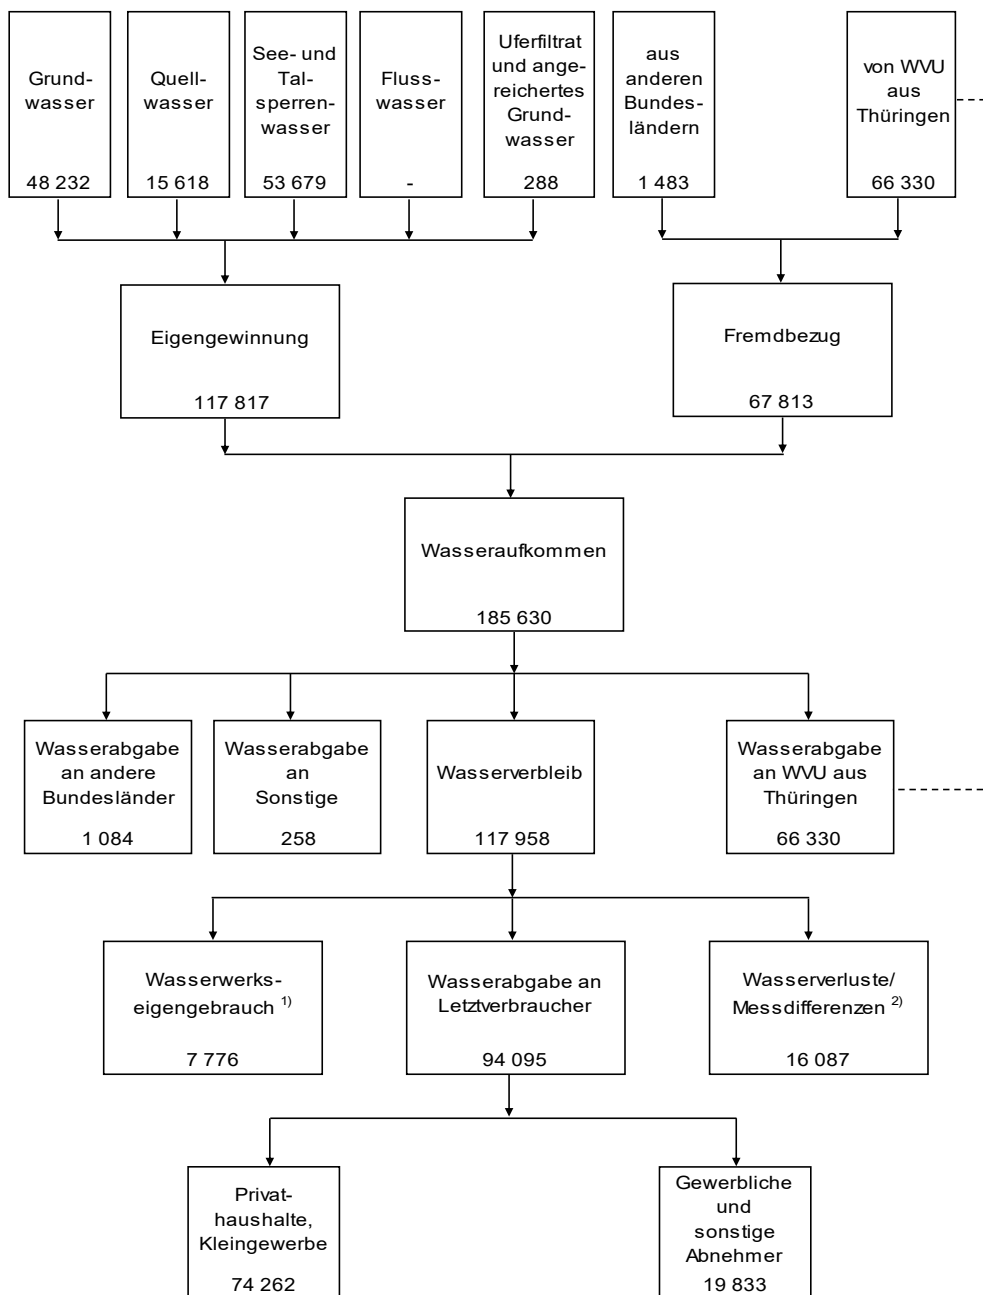 Grund-
wasser
48 232
Quell-
wasser
15 618
See- und
Tal-
sperren-
wasser
53 679
Fluss-
wasser
-
Uferfiltrat
und ange-
reichertes
Grund-
wasser
288
aus
anderen
Bundes-
ländern
1 483
von WVU
aus
Thüringen
66 330
Eigengewinnung
117 817
Fremdbezug
67 813
Wasseraufkommen
185 630
Wasserabgabe
an andere
Bundesländer
1 084
Wasserabgabe
an
Sonstige
258
Wasserverbleib
117 958
Wasserabgabe
an WVU aus
Thüringen
66 330
Wasserwerks-
eigengebrauch 1)
7 776
Wasserabgabe an
Letztverbraucher
94 095
Wasserverluste/
Messdifferenzen 2)
16 087
Privat-
haushalte,
Kleingewerbe
74 262
Gewerbliche
und
sonstige
Abnehmer
19 833